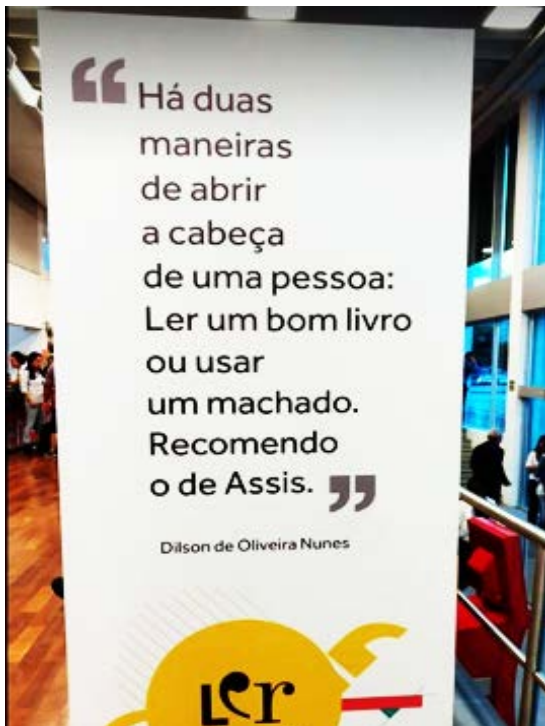 “Há duas
maneiras
de abrir
a cabeça
de uma pessoa:
Ler um bom livro
ou usar
um machado.
Recomendo
o de Assis.”
Dilson de Oliveira Nunes
Ler